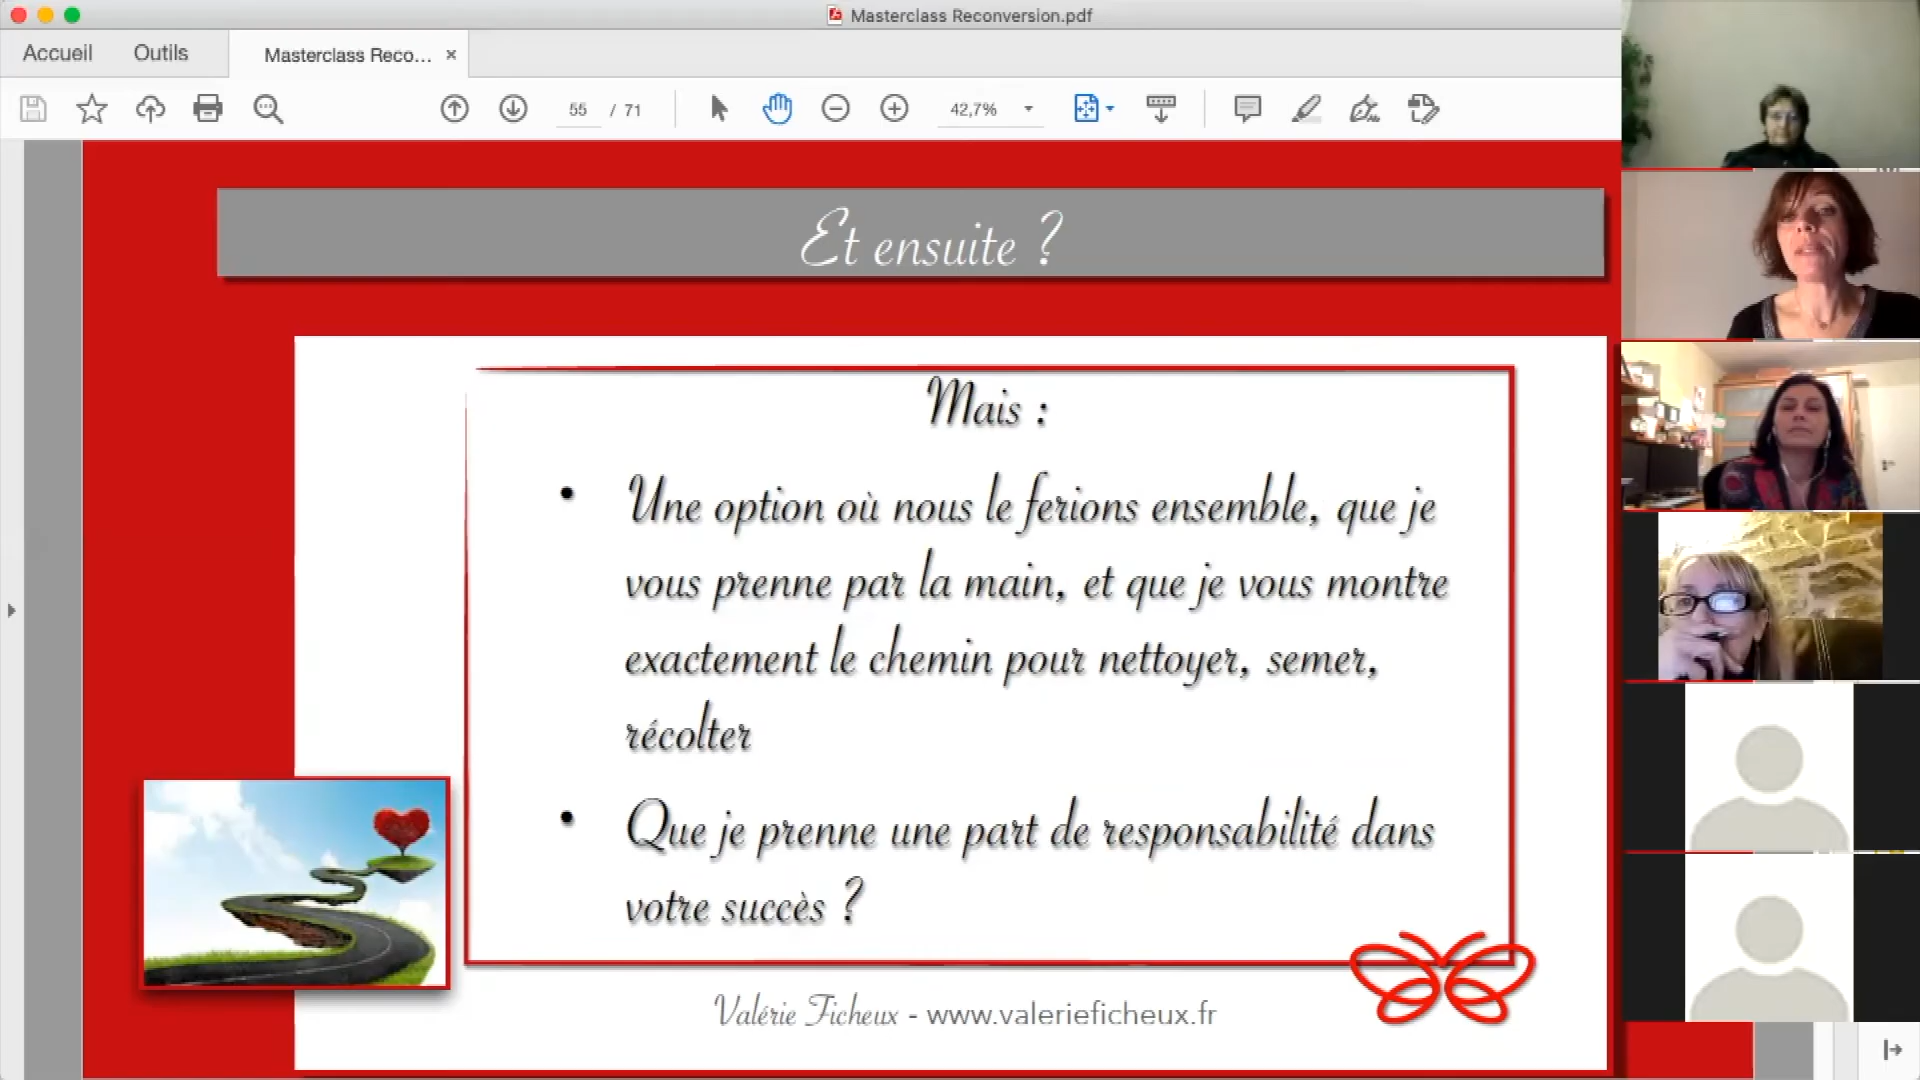 Masterclass Reconversion.pdf
Accueil
Outils
Masterclass Reco...
55 / 71
42,7%
Et ensuite ?
Mais :
• Une option où nous le ferions ensemble, que je
vous prenne par la main, et que je vous montre
exactement le chemin pour nettoyer, semer,
récolter
• Que je prenne une part de responsabilité dans
votre succès ?
Valérie Ficheux - www.valerieficheux.fr